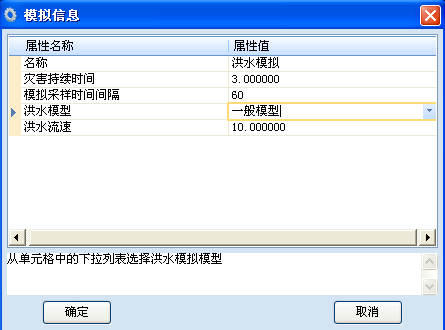 模拟信息
属性名称 属性值
名称 洪水模拟
灾害持续时间 3.000000
模拟采样时间间隔 60
洪水模型 一般模型
洪水流速 10.000000
从单元格中的下拉列表选择洪水模拟模型
确定 取消